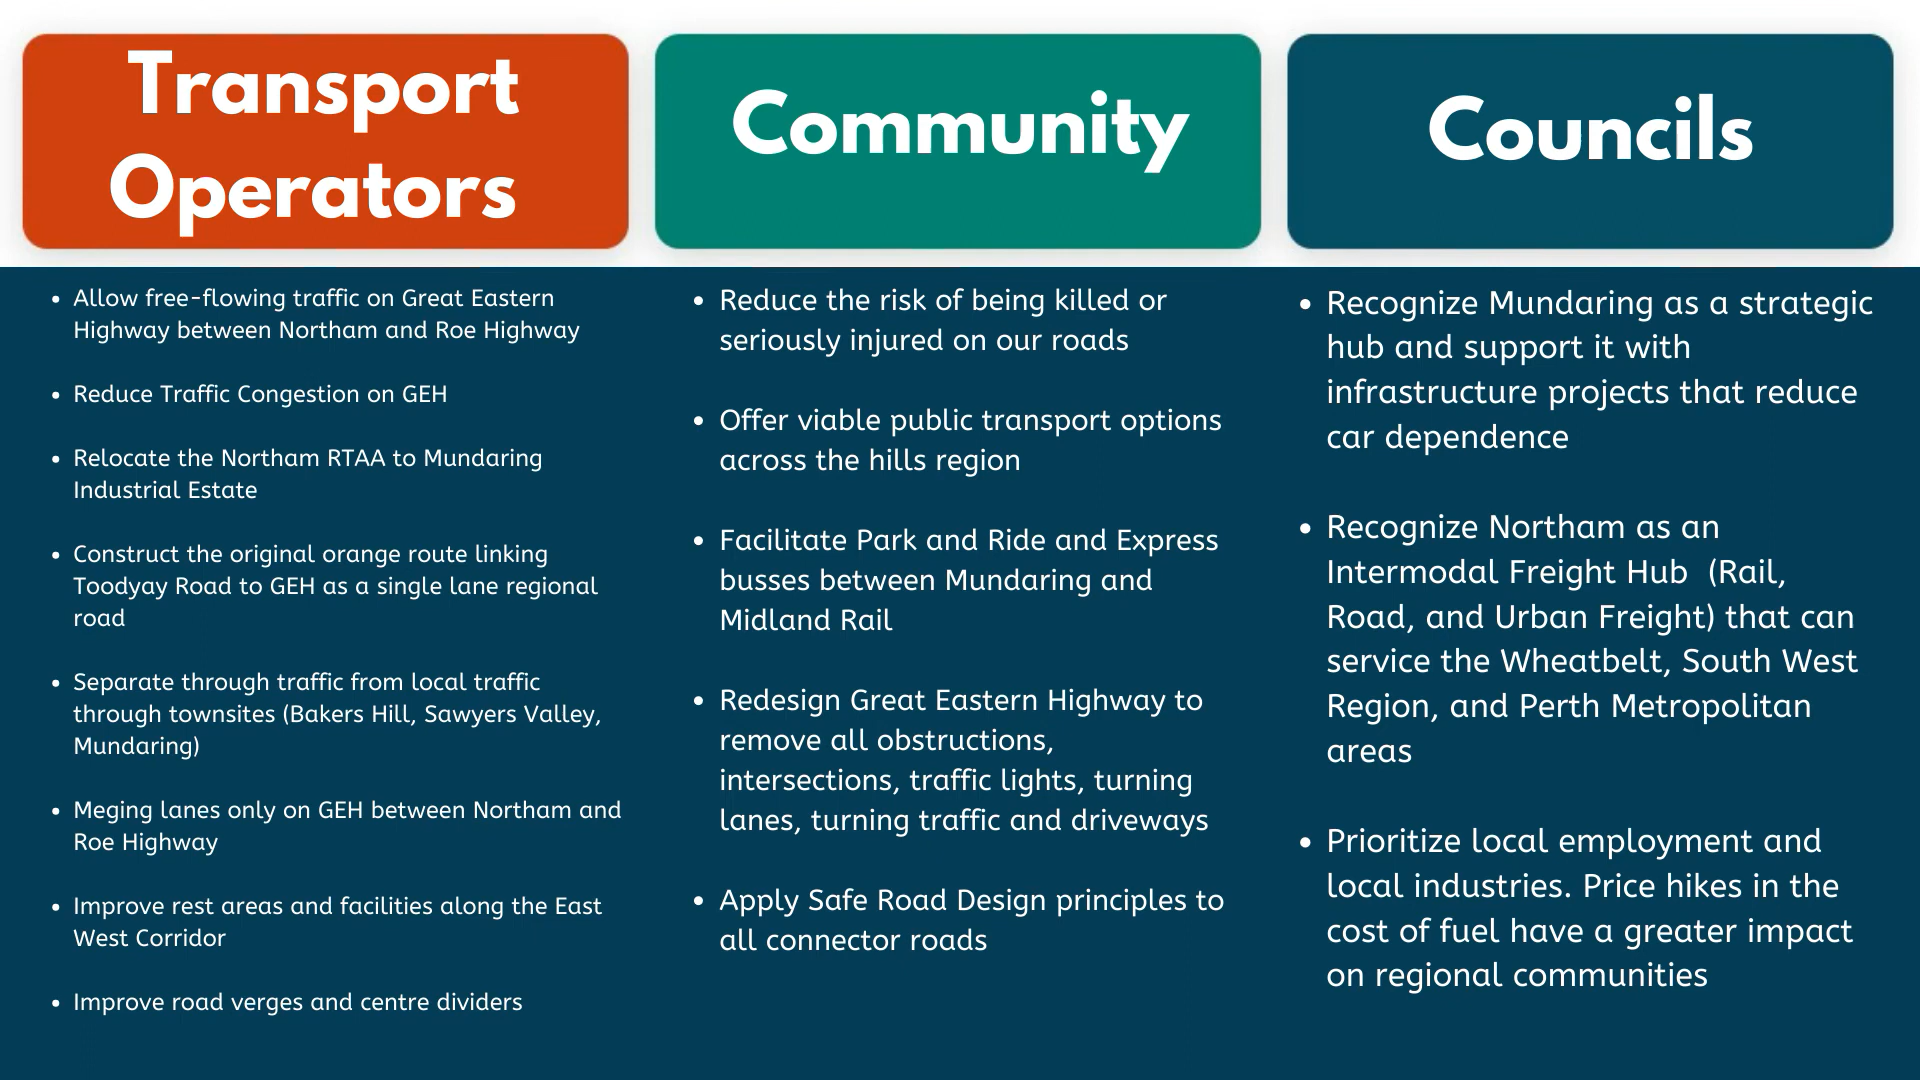 Transport
Operators
Community
Councils
• Allow free-flowing traffic on Great Eastern
Highway between Northam and Roe Highway
• Reduce Traffic Congestion on GEH
• Relocate the Northam RTAA to Mundaring
Industrial Estate
• Construct the original orange route linking
Toodyay Road to GEH as a single lane regional
road
• Separate through traffic from local traffic
through townsites (Bakers Hill, Sawyers Valley,
Mundaring)
• Meging lanes only on GEH between Northam and
Roe Highway
• Improve rest areas and facilities along the East
West Corridor
• Improve road verges and centre dividers
• Reduce the risk of being killed or
seriously injured on our roads
• Offer viable public transport options
across the hills region
• Facilitate Park and Ride and Express
busses between Mundaring and
Midland Rail
• Redesign Great Eastern Highway to
remove all obstructions,
intersections, traffic lights, turning
lanes, turning traffic and driveways
• Apply Safe Road Design principles to
all connector roads
• Recognize Mundaring as a strategic
hub and support it with
infrastructure projects that reduce
car dependence
• Recognize Northam as an
Intermodal Freight Hub  (Rail,
Road, and Urban Freight) that can
service the Wheatbelt, South West
Region, and Perth Metropolitan
areas
• Prioritize local employment and
local industries. Price hikes in the
cost of fuel have a greater impact
on regional communities